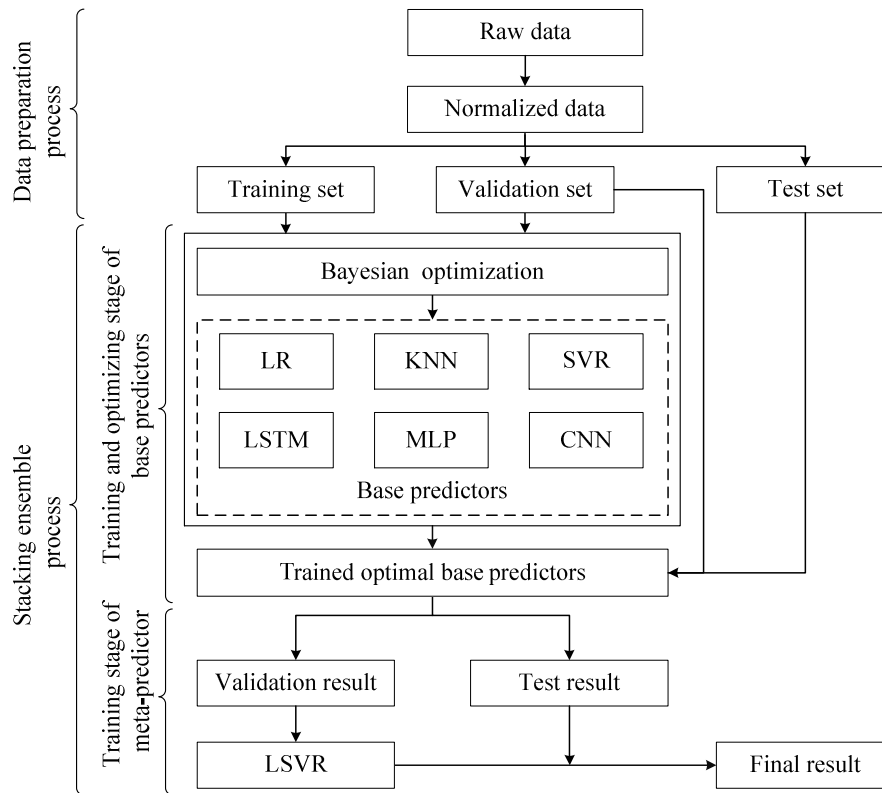 Raw data
Normalized data
Data preparation
process
Training set
Validation set
Test set
Stacking ensemble
process
Training and optimizing stage of
base predictors
Bayesian optimization
LR
KNN
SVR
LSTM
MLP
CNN
Base predictors
Trained optimal base predictors
Training stage of
meta-predictor
Validation result
Test result
LSVR
Final result